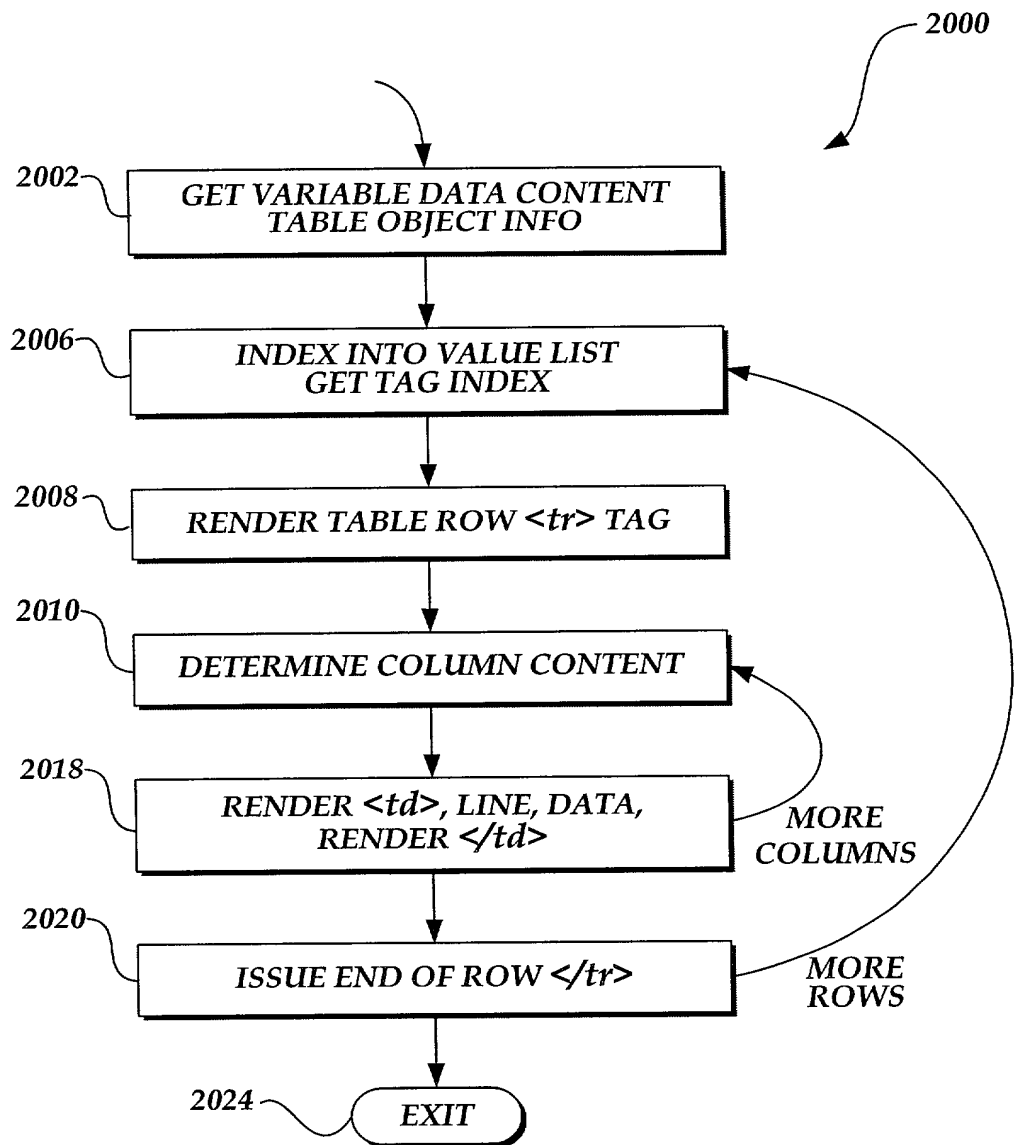 2000
2002
GET VARIABLE DATA CONTENT
TABLE OBJECT INFO
2006
INDEX INTO VALUE LIST
GET TAG INDEX
2008
RENDER TABLE ROW <tr> TAG
2010
DETERMINE COLUMN CONTENT
2018
RENDER <td>, LINE, DATA,
RENDER </td>
MORE
COLUMNS
2020
ISSUE END OF ROW </tr>
MORE
ROWS
2024
EXIT